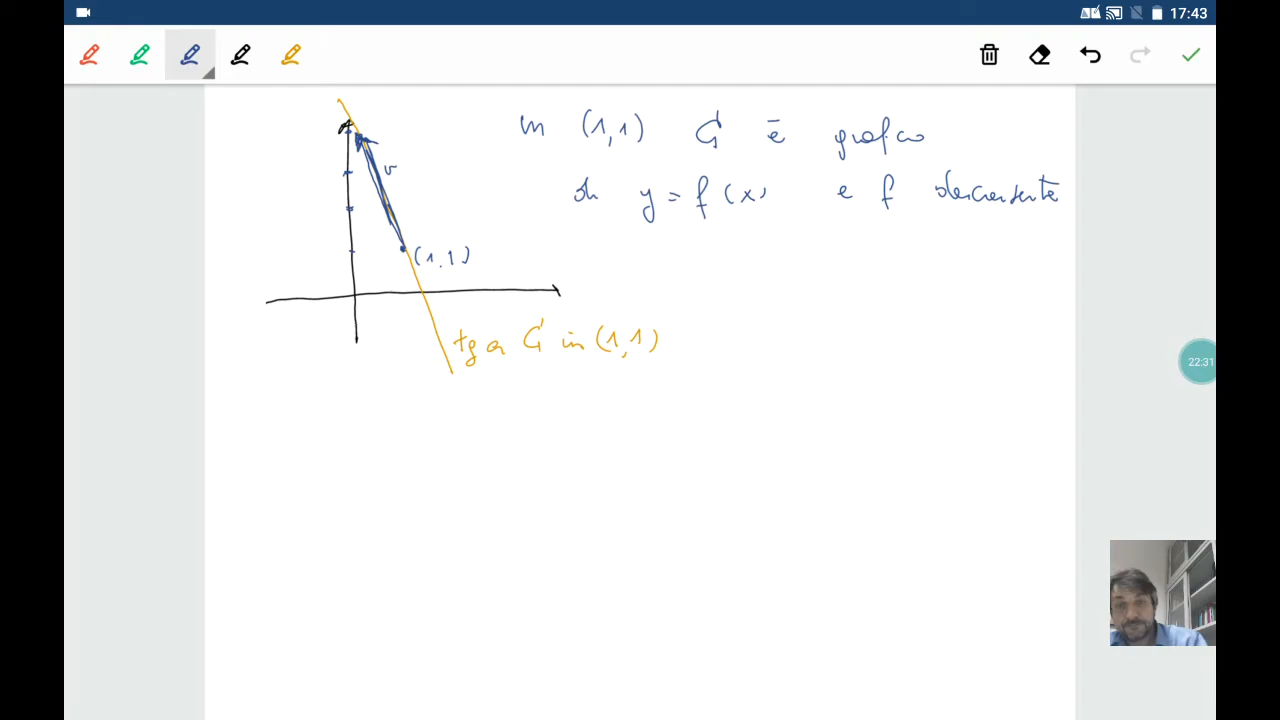 17:43
in (1,1) G è grafico
di y = f(x) e f decrescente
v
(1,1)
tg a G in (1,1)
22:31